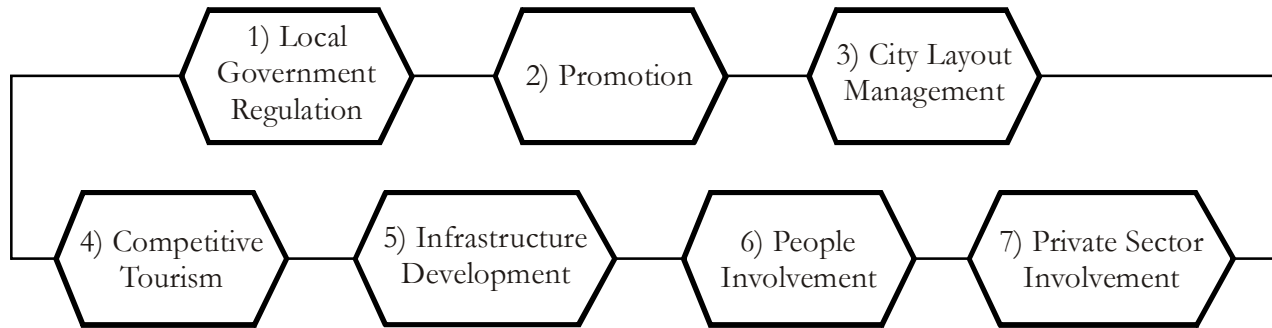 1) Local
Government
Regulation
2) Promotion
3) City Layout
Management
4) Competitive
Tourism
5) Infrastructure
Development
6) People
Involvement
7) Private Sector
Involvement